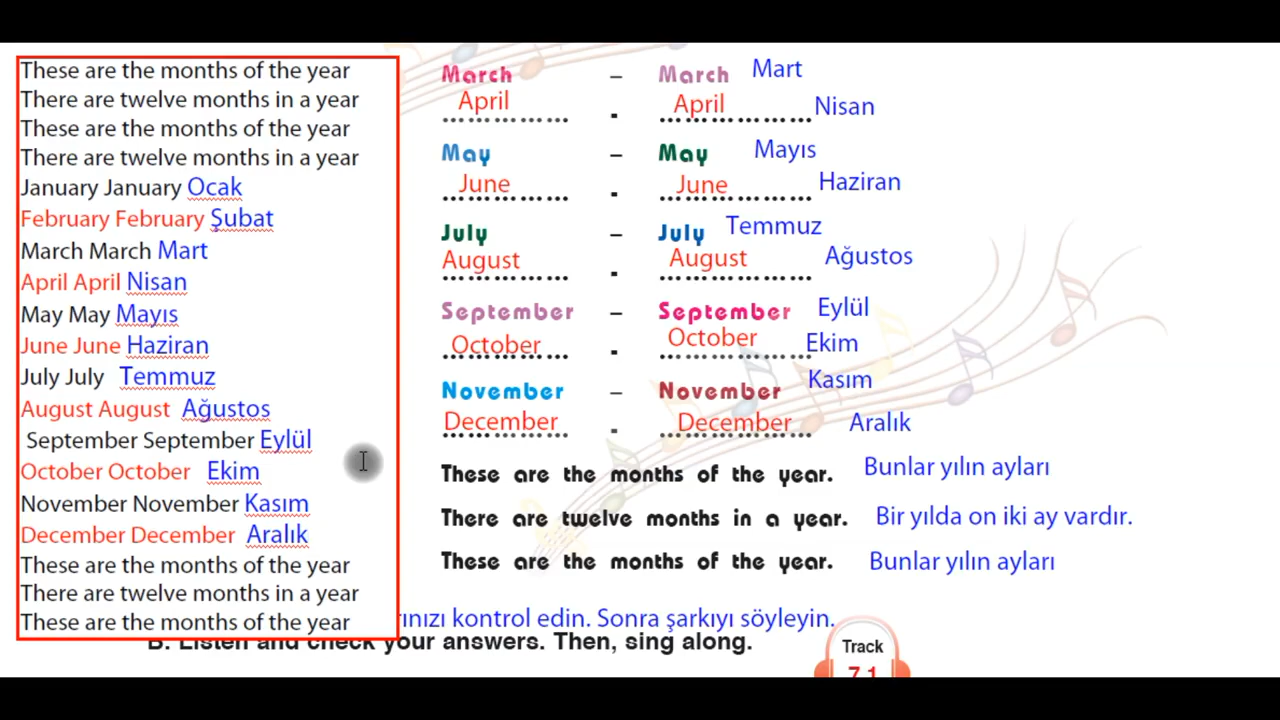 These are the months of the year
There are twelve months in a year
These are the months of the year
There are twelve months in a year
January January Ocak
February February Şubat
March March Mart
April April Nisan
May May Mayıs
June June Haziran
July July Temmuz
August August Ağustos
September September Eylül
October October Ekim
November November Kasım
December December Aralık
These are the months of the year
There are twelve months in a year
These are the months of the year
March – March Mart
April - April Nisan
May – May Mayıs
June - June Haziran
July – July Temmuz
August - August Ağustos
September – September Eylül
October - October Ekim
November – November Kasım
December - December Aralık
These are the months of the year. Bunlar yılın ayları
There are twelve months in a year. Bir yılda on iki ay vardır.
These are the months of the year. Bunlar yılın ayları
kontrol edin. Sonra şarkıyı söyleyin.
B. Listen and check your answers. Then, sing along.
Track
7.1